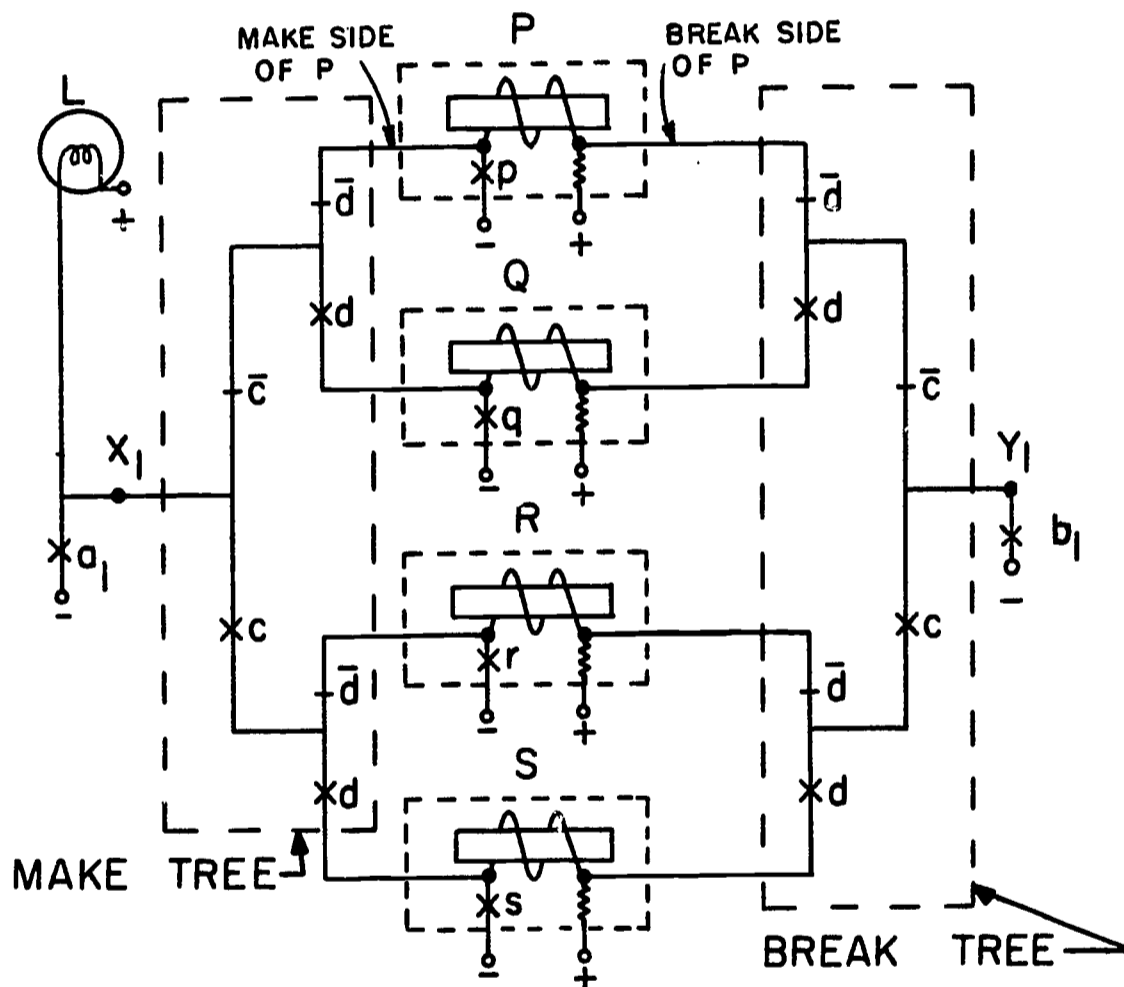 MAKE SIDE
OF P
P
BREAK SIDE
OF P
L
+
d̅
p
-
+
d̅
Q
d
d
c̅
q
-
+
c̅
X₁
Y₁
a₁
-
R
b₁
-
c
r
-
+
c
d̅
d̅
S
d
d
s
-
+
MAKE TREE
BREAK TREE